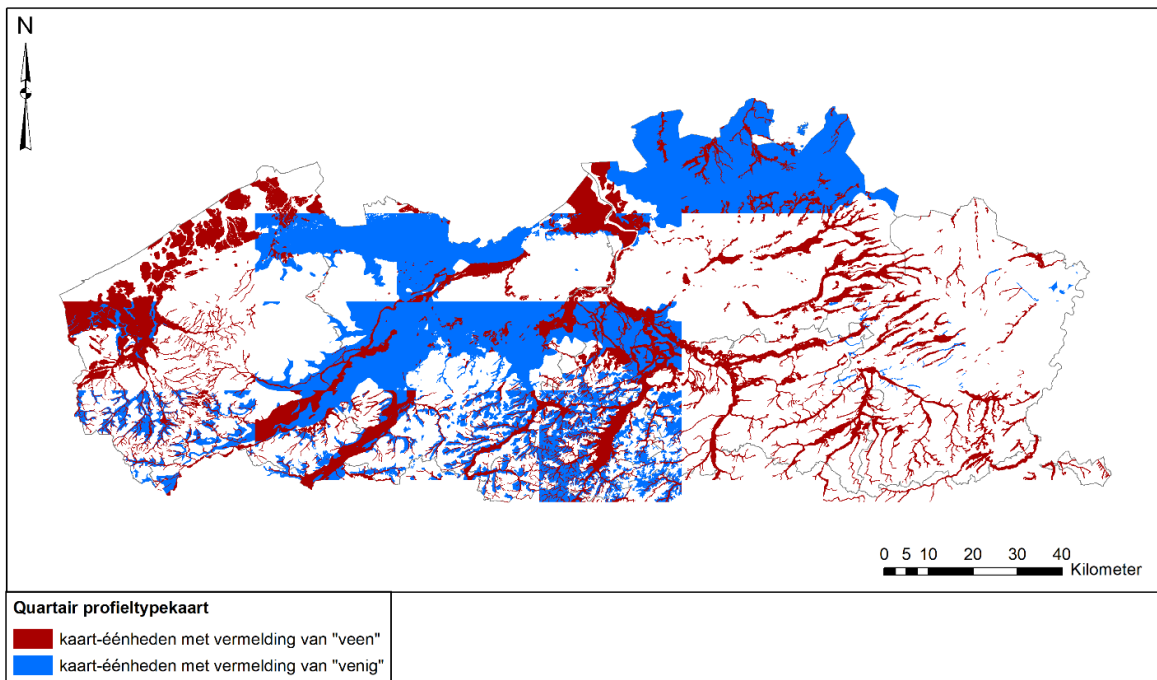 N
0 5 10 20 30 40
Kilometer
Quartair profieltypekaart
kaart-éénheden met vermelding van "veen"
kaart-éénheden met vermelding van "venig"